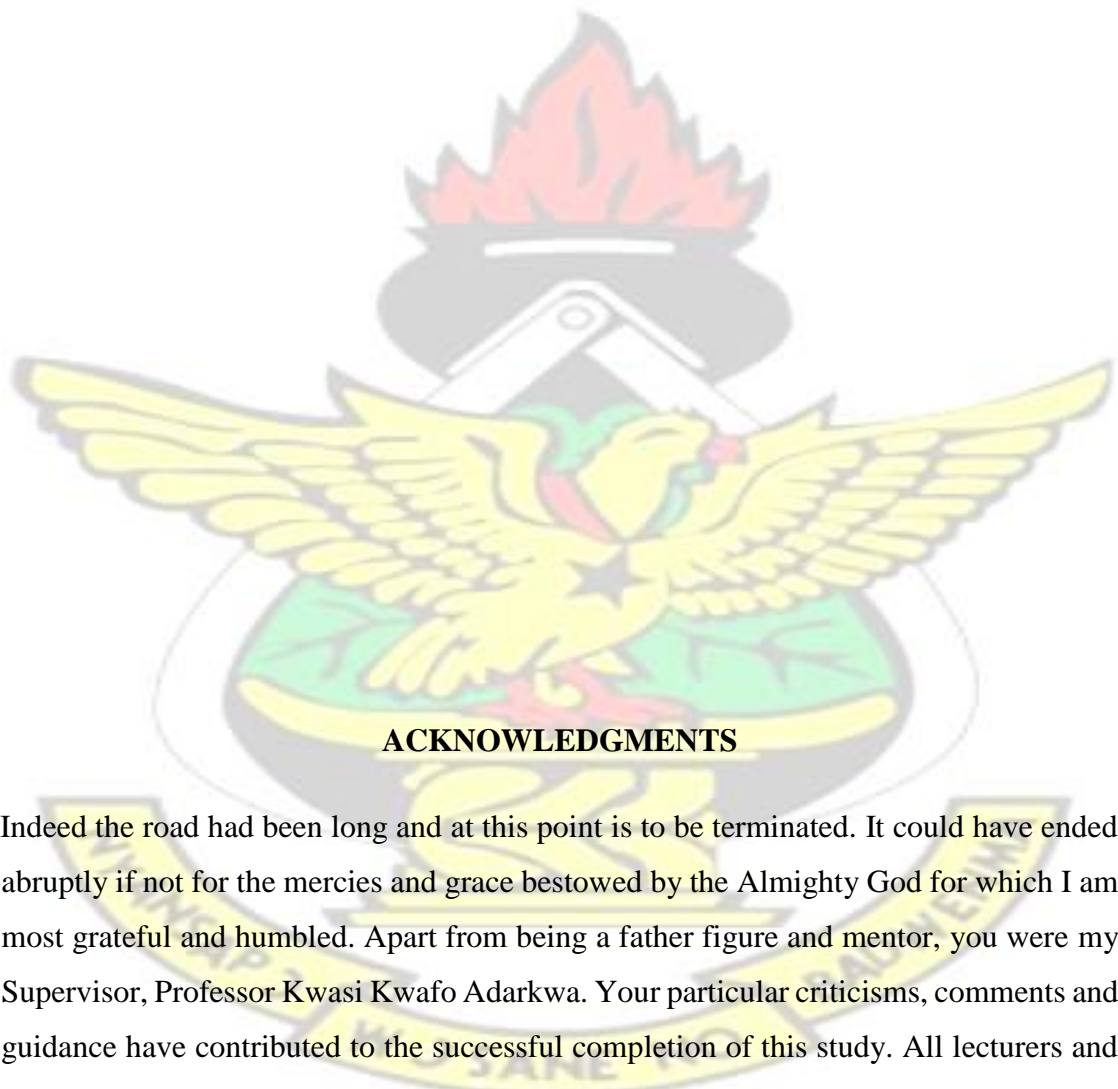 ACKNOWLEDGMENTS
Indeed the road had been long and at this point is to be terminated. It could have ended
abruptly if not for the mercies and grace bestowed by the Almighty God for which I am
most grateful and humbled. Apart from being a father figure and mentor, you were my
Supervisor, Professor Kwasi Kwafo Adarkwa. Your particular criticisms, comments and
guidance have contributed to the successful completion of this study. All lecturers and
WO SANE NO